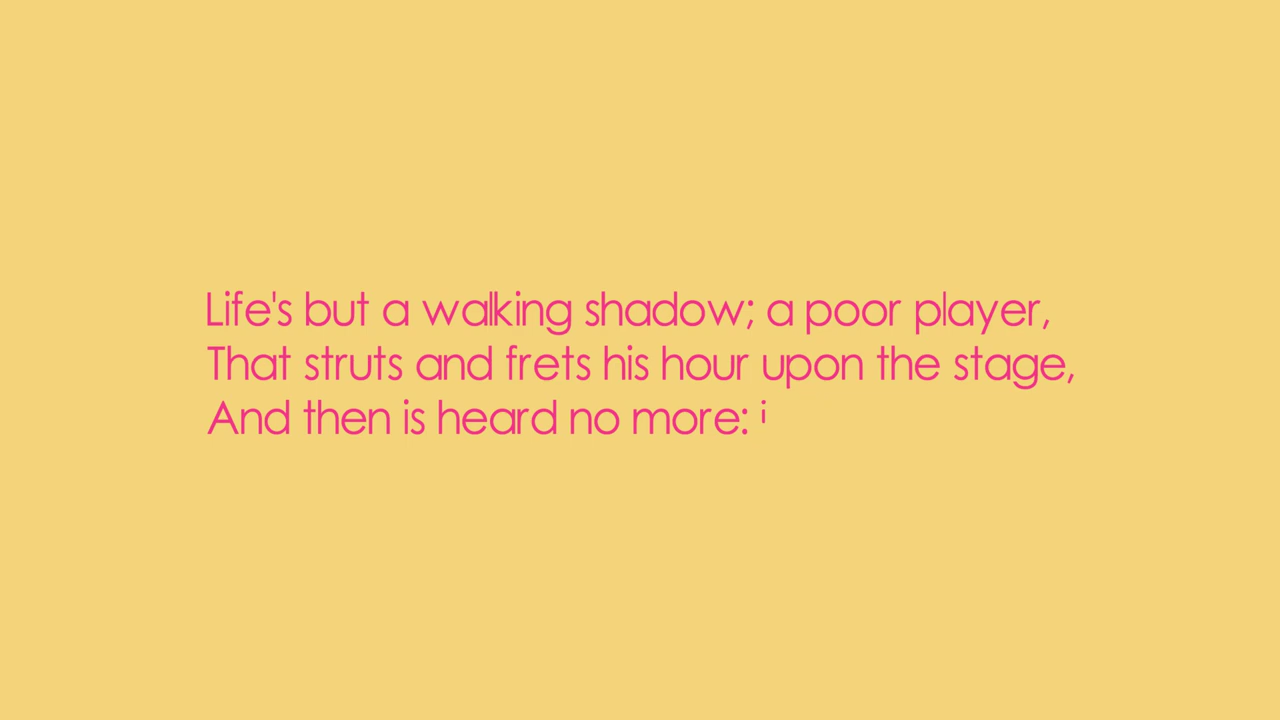 Life's but a walking shadow; a poor player,
That struts and frets his hour upon the stage,
And then is heard no more: i